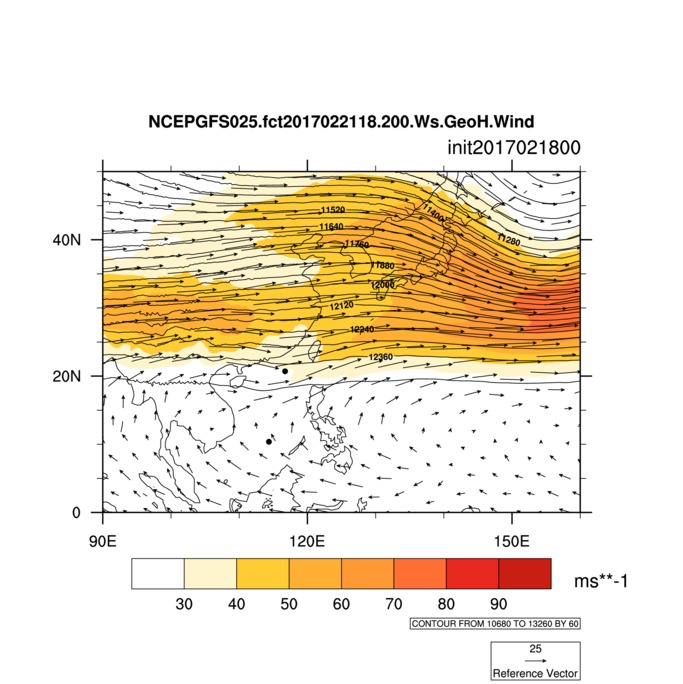 NCEPGFS025.fct2017022118.200.Ws.GeoH.Wind
init2017021800
11520
11400
11640
11280
11760
40N
11880
12000
12120
12240
12360
20N
0
90E 120E 150E
ms**-1
30 40 50 60 70 80 90
CONTOUR FROM 10680 TO 13260 BY 60
25
Reference Vector